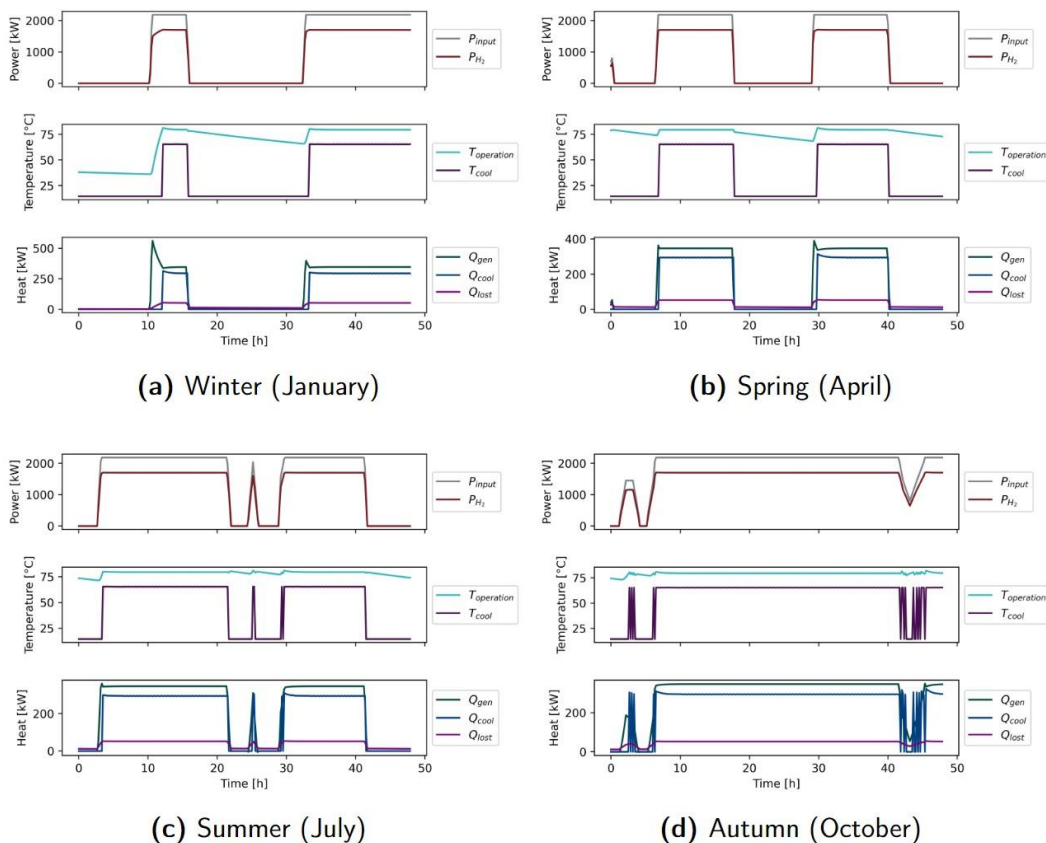 2000
1000
0
Power [kW]
P_input
P_H2
75
50
25
Temperature [°C]
T_operation
T_cool
500
250
0
Heat [kW]
Q_gen
Q_cool
Q_lost
0 10 20 30 40 50
Time [h]
(a) Winter (January)
2000
1000
0
Power [kW]
P_input
P_H2
75
50
25
Temperature [°C]
T_operation
T_cool
400
200
0
Heat [kW]
Q_gen
Q_cool
Q_lost
0 10 20 30 40 50
Time [h]
(b) Spring (April)
2000
1000
0
Power [kW]
P_input
P_H2
75
50
25
Temperature [°C]
T_operation
T_cool
200
0
Heat [kW]
Q_gen
Q_cool
Q_lost
0 10 20 30 40 50
Time [h]
(c) Summer (July)
2000
1000
0
Power [kW]
P_input
P_H2
75
50
25
Temperature [°C]
T_operation
T_cool
200
0
Heat [kW]
Q_gen
Q_cool
Q_lost
0 10 20 30 40 50
Time [h]
(d) Autumn (October)